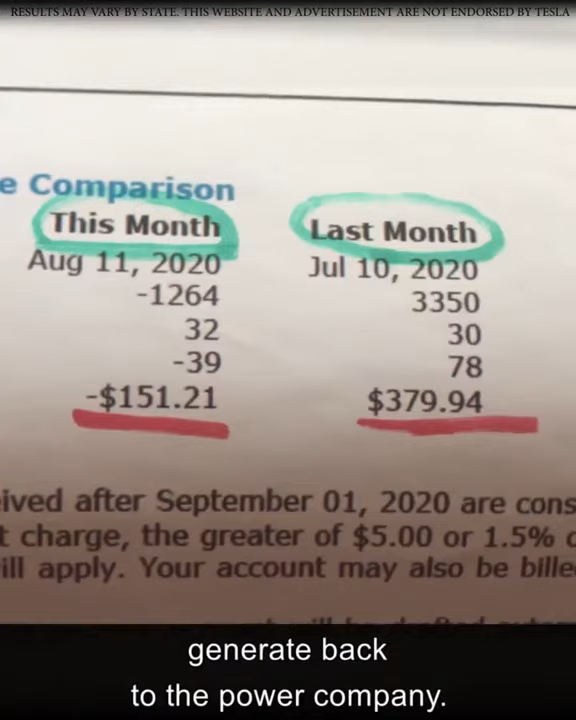 RESULTS MAY VARY BY STATE. THIS WEBSITE AND ADVERTISEMENT ARE NOT ENDORSED BY TESLA
e Comparison
This Month Last Month
Aug 11, 2020 Jul 10, 2020
-1264 3350
32 30
-39 78
-$151.21 $379.94
ived after September 01, 2020 are cons
t charge, the greater of $5.00 or 1.5%
ill apply. Your account may also be bille
generate back
to the power company.